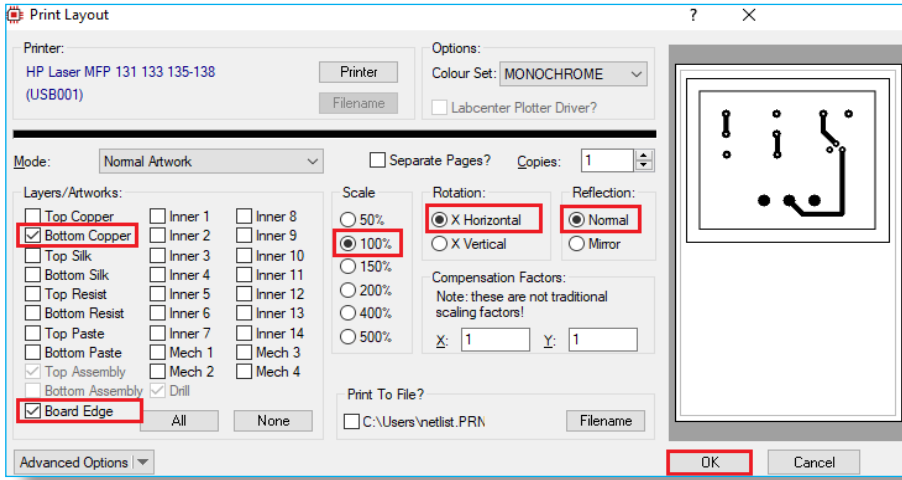 Print Layout ? ×
Printer:
HP Laser MFP 131 133 135-138
(USB001)
Printer
Filename
Options:
Colour Set: MONOCHROME
Labcenter Plotter Driver?
Mode: Normal Artwork
Separate Pages? Copies: 1
Layers/Artworks:
Top Copper Inner 1 Inner 8
Bottom Copper Inner 2 Inner 9
Top Silk Inner 3 Inner 10
Bottom Silk Inner 4 Inner 11
Top Resist Inner 5 Inner 12
Bottom Resist Inner 6 Inner 13
Top Paste Inner 7 Inner 14
Bottom Paste Mech 1 Mech 3
Top Assembly Mech 2 Mech 4
Bottom Assembly Drill
Board Edge All None
Scale
50%
100%
150%
200%
400%
500%
Rotation:
X Horizontal
X Vertical
Reflection:
Normal
Mirror
Compensation Factors:
Note: these are not traditional
scaling factors!
X: 1 Y: 1
Print To File?
C:\Users\netlist.PRN Filename
Advanced Options
OK Cancel